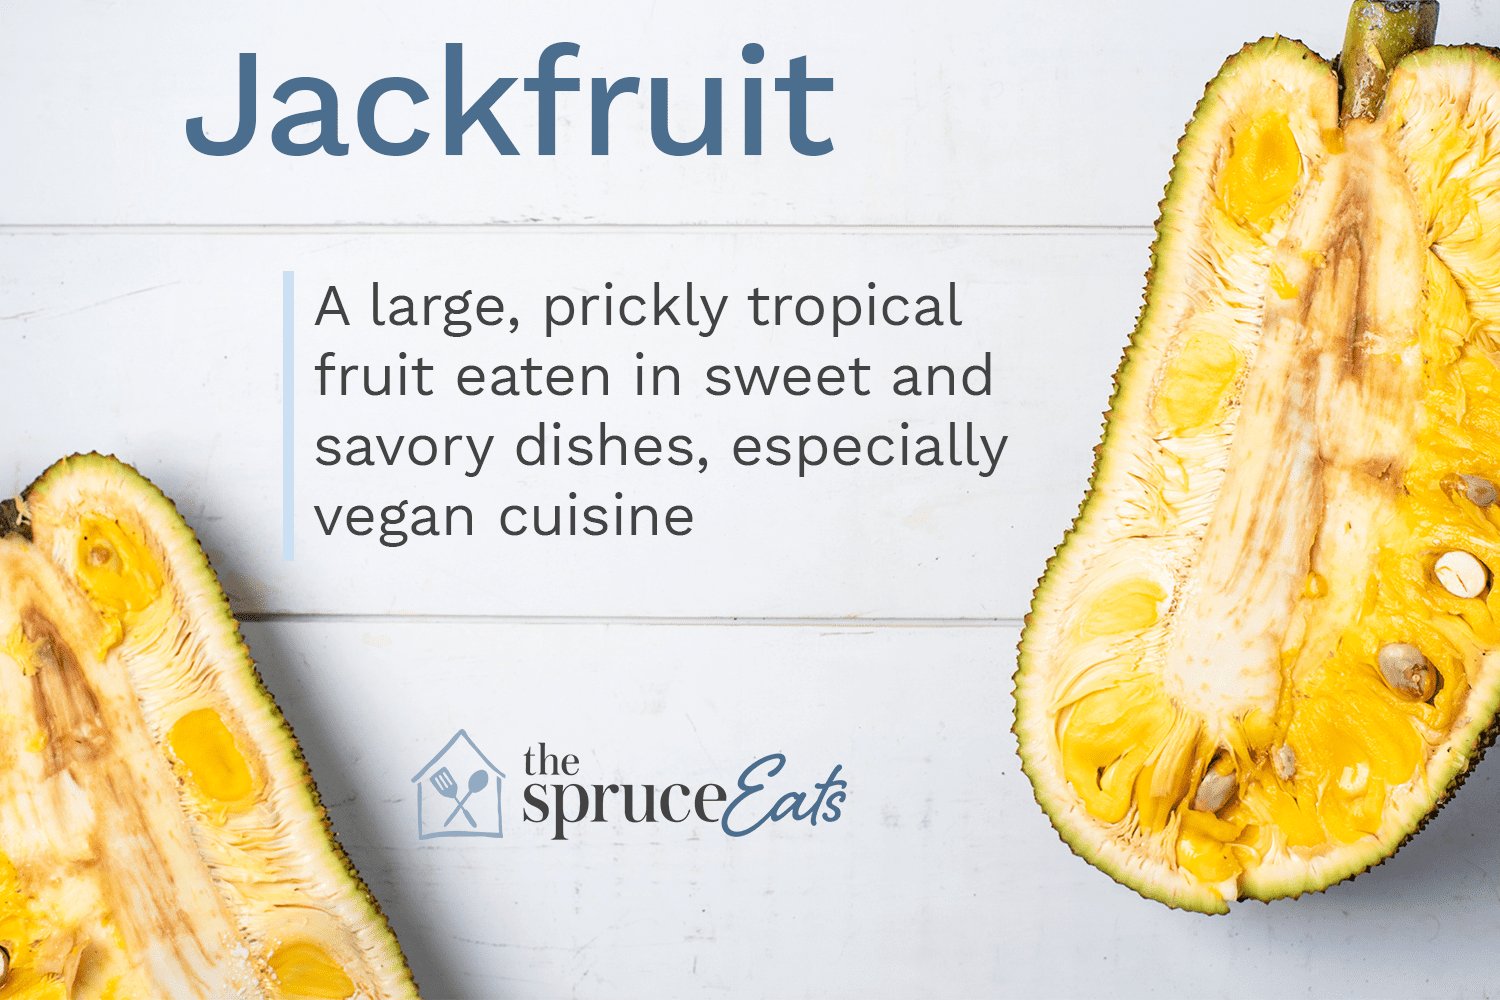 Jackfruit
A large, prickly tropical
fruit eaten in sweet and
savory dishes, especially
vegan cuisine
the
spruce Eats